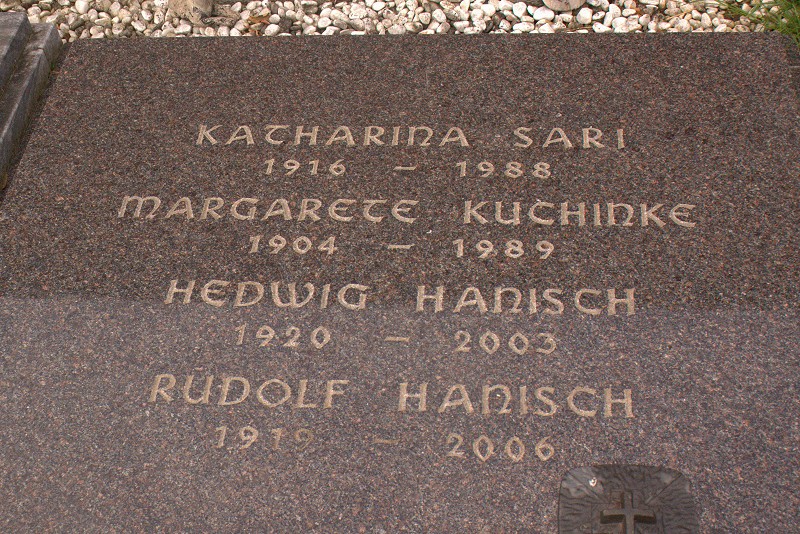 KATHARINA SARI
1916 – 1988
MARGARETE KUCHINKE
1904 – 1989
HEDWIG HANISCH
1920 – 2003
RUDOLF HANISCH
1919 – 2006